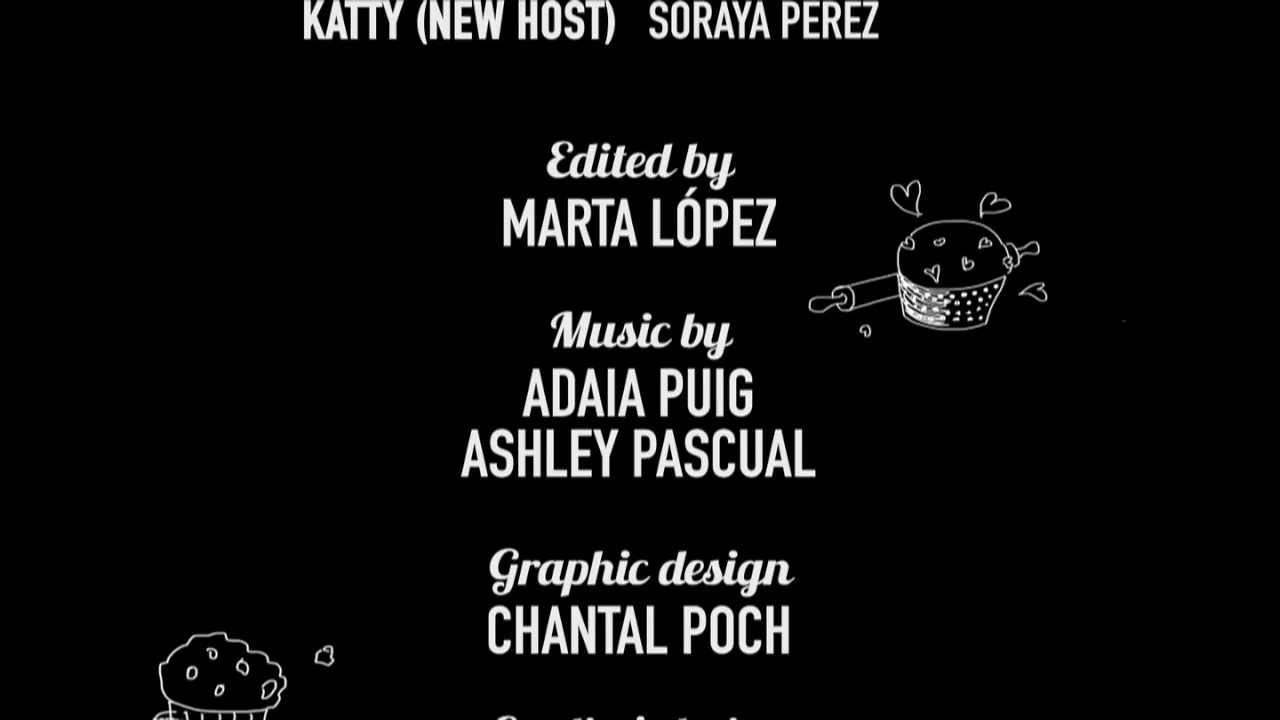 KATTY (NEW HOST) SORAYA PEREZ
Edited by
MARTA LÓPEZ
Music by
ADAIA PUIG
ASHLEY PASCUAL
Graphic design
CHANTAL POCH